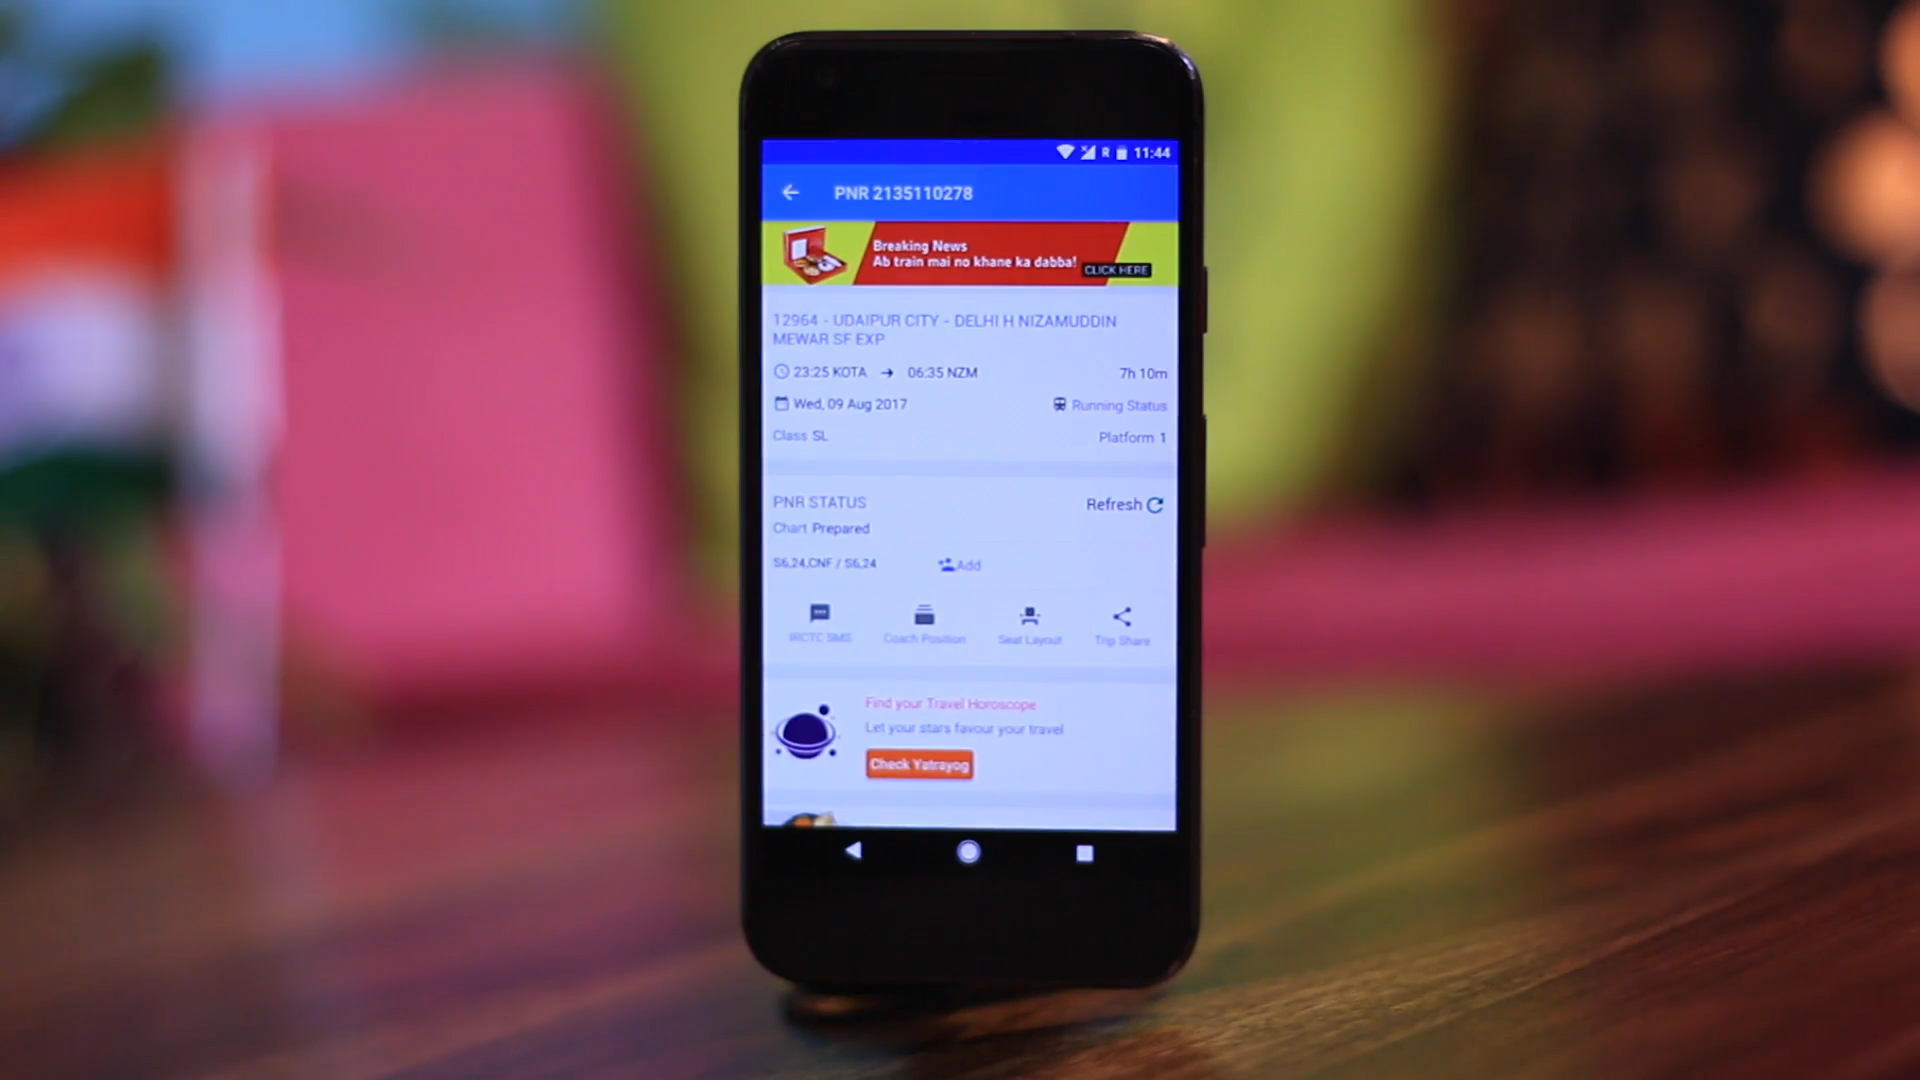 R 11:44
PNR 2135110278
Breaking News
Ab train mai no khane ka dabba!
CLICK HERE
12964 - UDAIPUR CITY - DELHI H NIZAMUDDIN
MEWAR SF EXP
23:25 KOTA → 06:35 NZM 7h 10m
Wed, 09 Aug 2017 Running Status
Class SL Platform 1
PNR STATUS Refresh
Chart Prepared
S6,24,CNF / S6,24 Add
IRCTC SMS Coach Position Seat Layout Trip Share
Find your Travel Horoscope
Let your stars favour your travel
Check Yatrayog